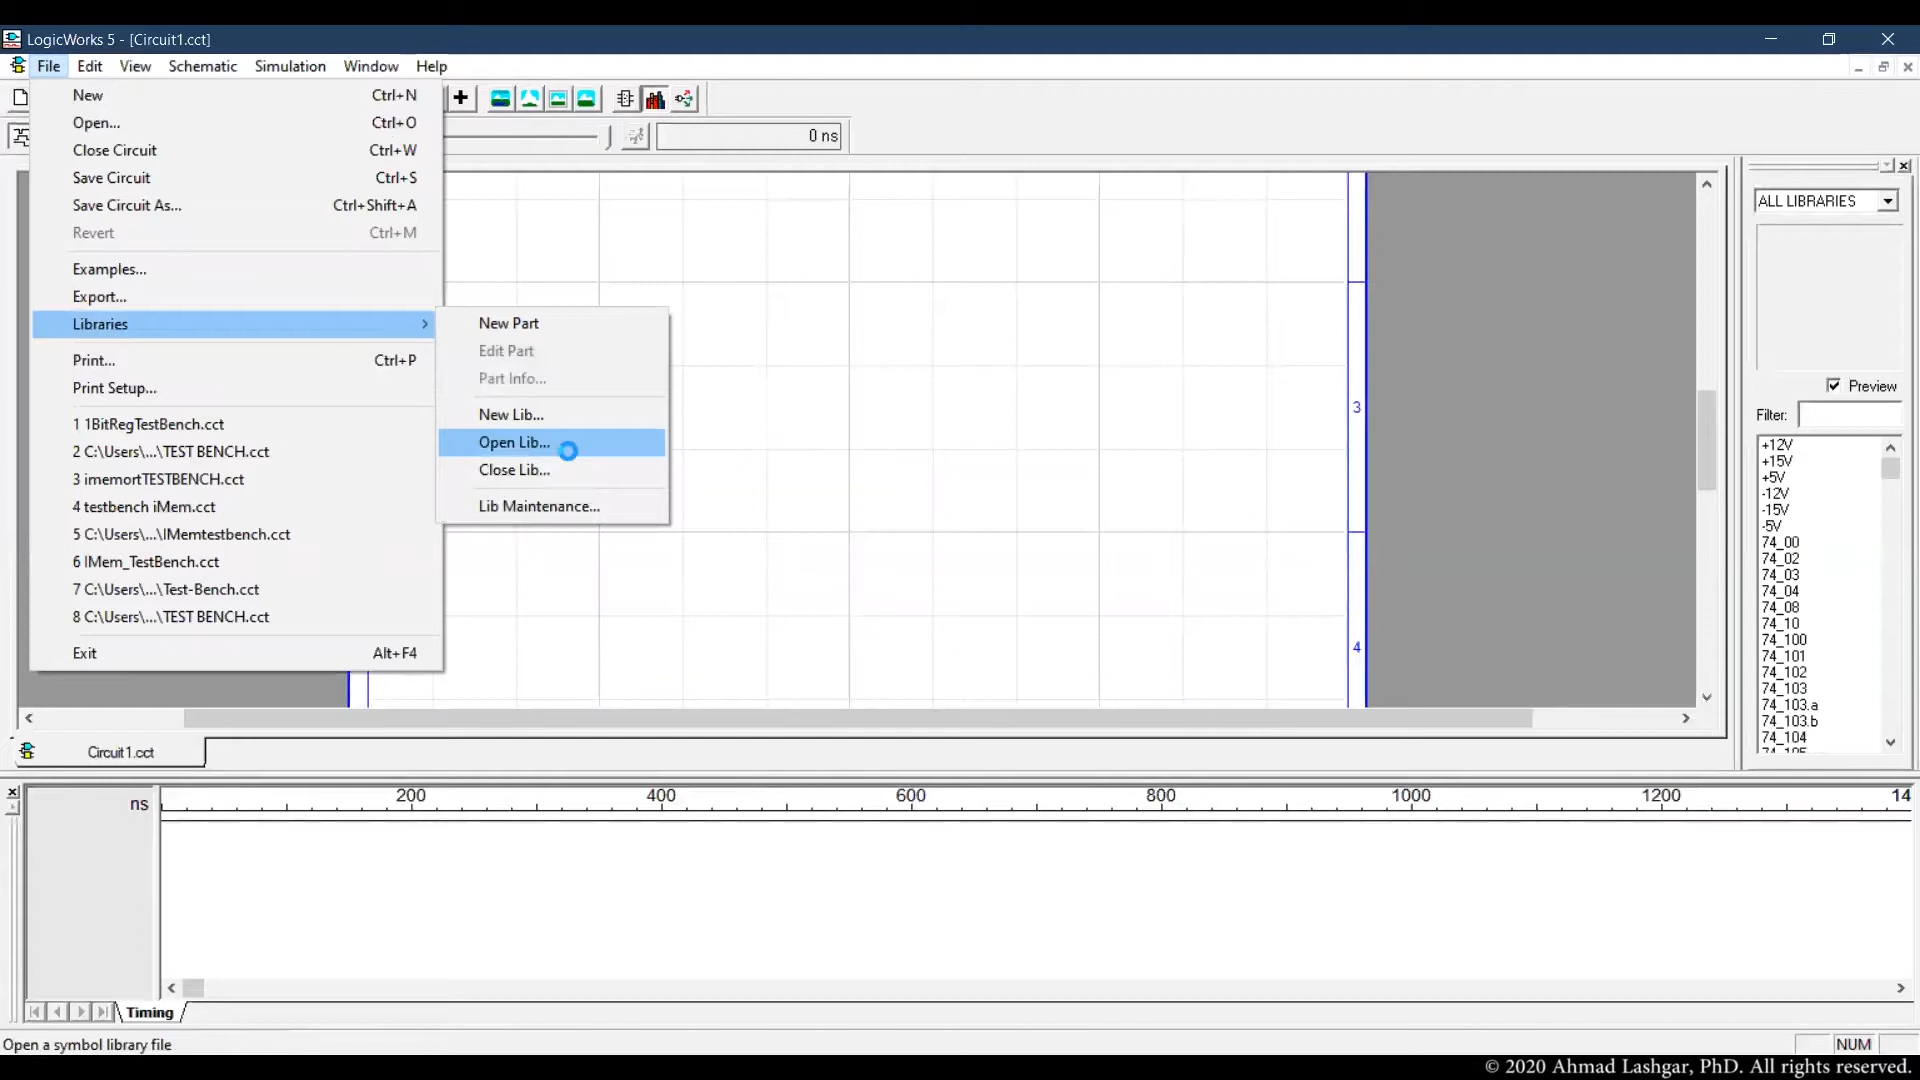 LogicWorks 5 - [Circuit1.cct]
File Edit View Schematic Simulation Window Help
New Ctrl+N
Open... Ctrl+O
Close Circuit Ctrl+W
Save Circuit Ctrl+S
Save Circuit As... Ctrl+Shift+A
Revert Ctrl+M
Examples...
Export...
Libraries
Print... Ctrl+P
Print Setup...
1 1BitRegTestBench.cct
2 C:\Users\...\TEST BENCH.cct
3 imemortTESTBENCH.cct
4 testbench iMem.cct
5 C:\Users\...\IMemtestbench.cct
6 IMem_TestBench.cct
7 C:\Users\...\Test-Bench.cct
8 C:\Users\...\TEST BENCH.cct
Exit Alt+F4
New Part
Edit Part
Part Info...
New Lib...
Open Lib...
Close Lib...
Lib Maintenance...
0 ns
3
4
ALL LIBRARIES
Preview
Filter:
+12V
+15V
+5V
-12V
-15V
-5V
74_00
74_02
74_03
74_04
74_08
74_10
74_100
74_101
74_102
74_103
74_103.a
74_103.b
74_104
74_105
Circuit1.cct
ns 200 400 600 800 1000 1200 14
Timing
Open a symbol library file
NUM
© 2020 Ahmad Lashgar, PhD. All rights reserved.